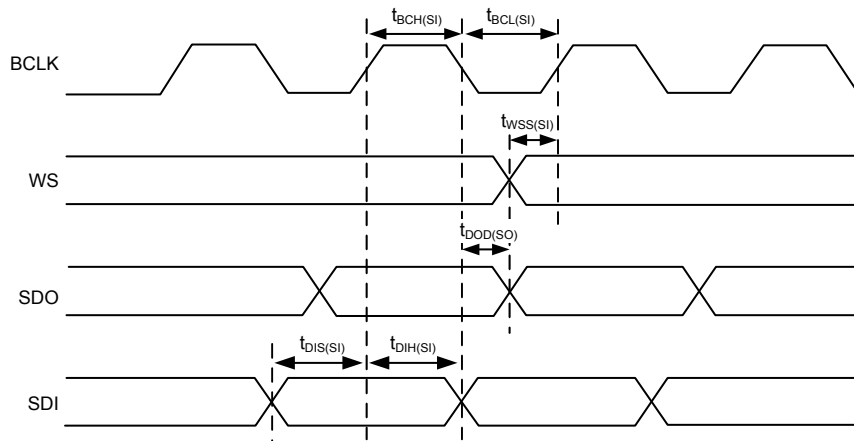 tBCH(SI) tBCL(SI)
BCLK
tWSS(SI)
WS
tDOD(SO)
SDO
tDIS(SI) tDIH(SI)
SDI